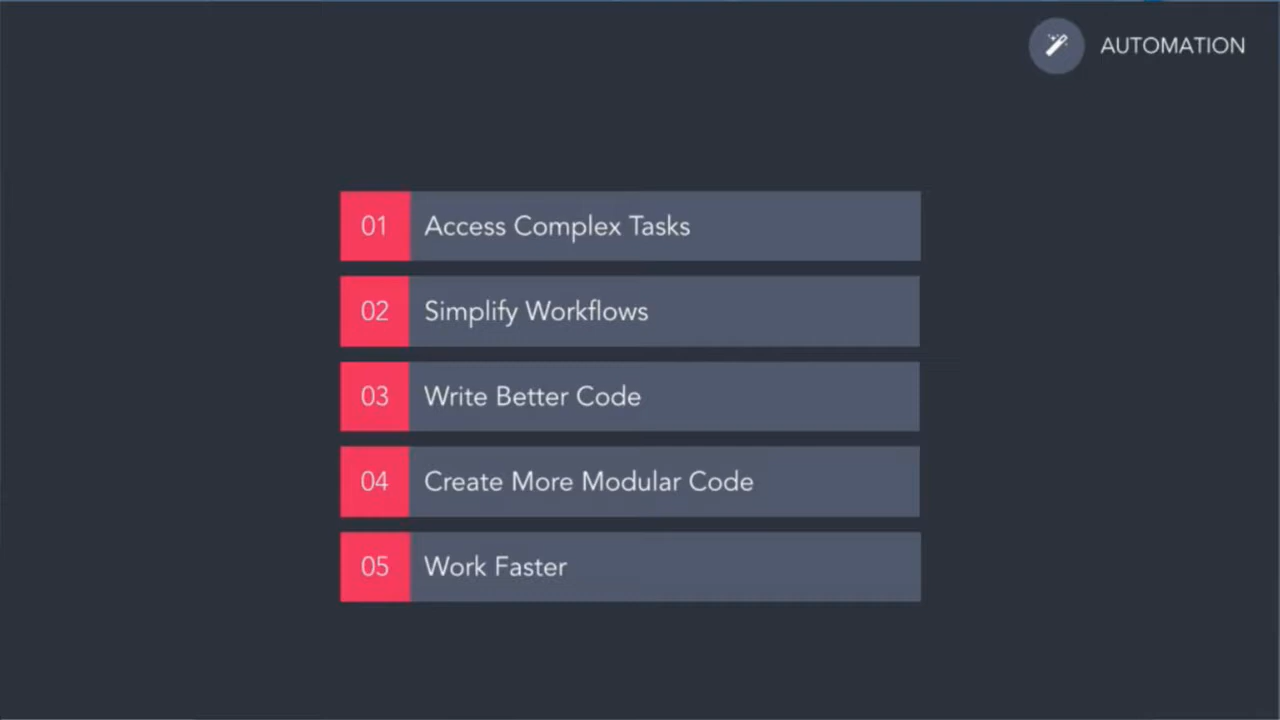 AUTOMATION
01 Access Complex Tasks
02 Simplify Workflows
03 Write Better Code
04 Create More Modular Code
05 Work Faster